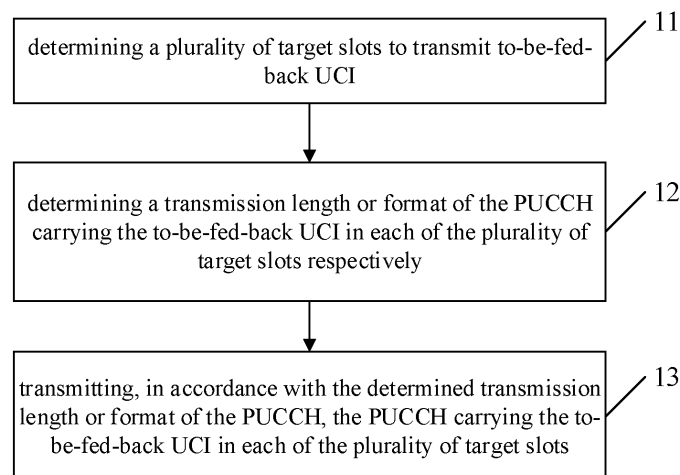 11
determining a plurality of target slots to transmit to-be-fed-
back UCI
12
determining a transmission length or format of the PUCCH
carrying the to-be-fed-back UCI in each of the plurality of
target slots respectively
13
transmitting, in accordance with the determined transmission
length or format of the PUCCH, the PUCCH carrying the to-
be-fed-back UCI in each of the plurality of target slots